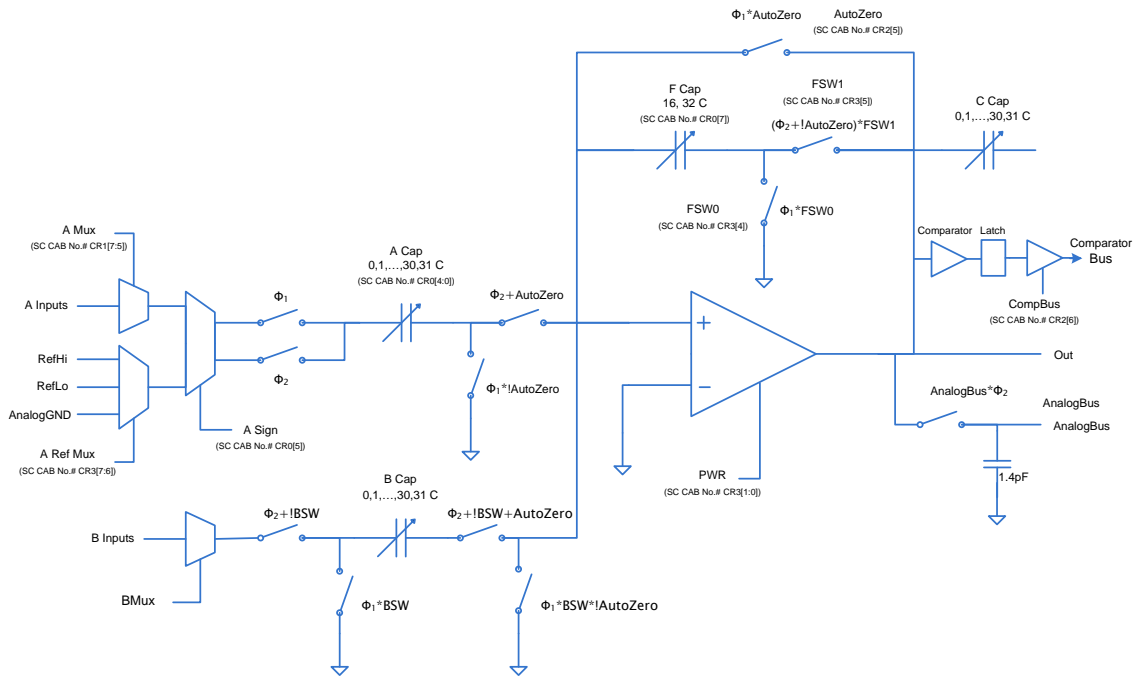 Φ1*AutoZero
AutoZero
(SC CAB No.# CR2[5])
F Cap
16, 32 C
(SC CAB No.# CR0[7])
FSW1
(SC CAB No.# CR3[5])
(Φ2+!AutoZero)*FSW1
C Cap
0,1,…,30,31 C
FSW0
(SC CAB No.# CR3[4])
Φ1*FSW0
A Mux
(SC CAB No.# CR1[7:5])
A Cap
0,1,…,30,31 C
(SC CAB No.# CR0[4:0])
Comparator
Latch
Comparator
Bus
A Inputs
Φ1
Φ2+AutoZero
CompBus
(SC CAB No.# CR2[6])
+
RefHi
RefLo
AnalogGND
Φ2
Φ1*!AutoZero
−
Out
A Sign
(SC CAB No.# CR0[5])
AnalogBus*Φ2
AnalogBus
AnalogBus
A Ref Mux
(SC CAB No.# CR3[7:6])
PWR
(SC CAB No.# CR3[1:0])
1.4pF
B Cap
0,1,…,30,31 C
Φ2+!BSW
Φ2+!BSW+AutoZero
B Inputs
BMux
Φ1*BSW
Φ1*BSW*!AutoZero